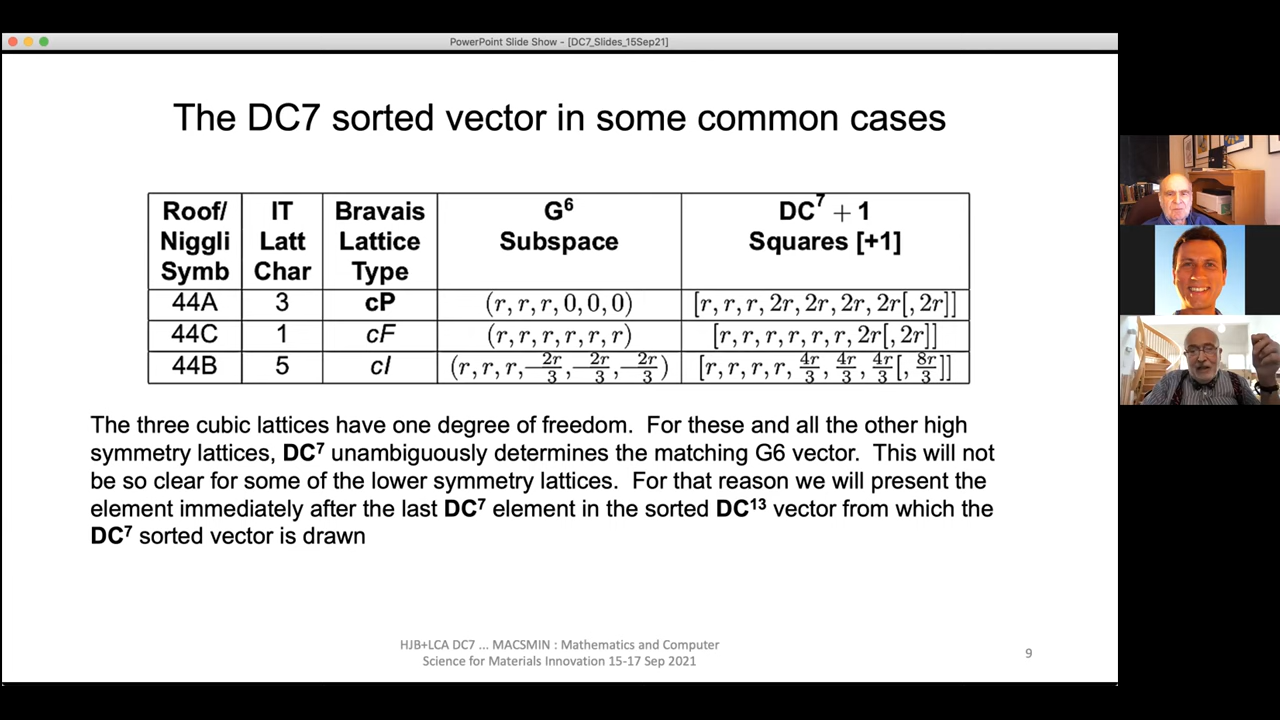 PowerPoint Slide Show - [DC7_Slides_15Sep21]
The DC7 sorted vector in some common cases
Roof/ Niggli Symb | IT Latt Char | Bravais Lattice Type | G⁶ Subspace | DC⁷ + 1 Squares [+1]
44A | 3 | cP | (r, r, r, 0, 0, 0) | [r, r, r, 2r, 2r, 2r, 2r[, 2r]]
44C | 1 | cF | (r, r, r, r, r, r) | [r, r, r, r, r, r, 2r[, 2r]]
44B | 5 | cI | (r, r, r, −2r/3, −2r/3, −2r/3) | [r, r, r, r, 4r/3, 4r/3, 4r/3[, 8r/3]]
The three cubic lattices have one degree of freedom. For these and all the other high
symmetry lattices, DC⁷ unambiguously determines the matching G6 vector. This will not
be so clear for some of the lower symmetry lattices. For that reason we will present the
element immediately after the last DC⁷ element in the sorted DC¹³ vector from which the
DC⁷ sorted vector is drawn
HJB+LCA DC7 ... MACSMIN : Mathematics and Computer
Science for Materials Innovation 15-17 Sep 2021
9